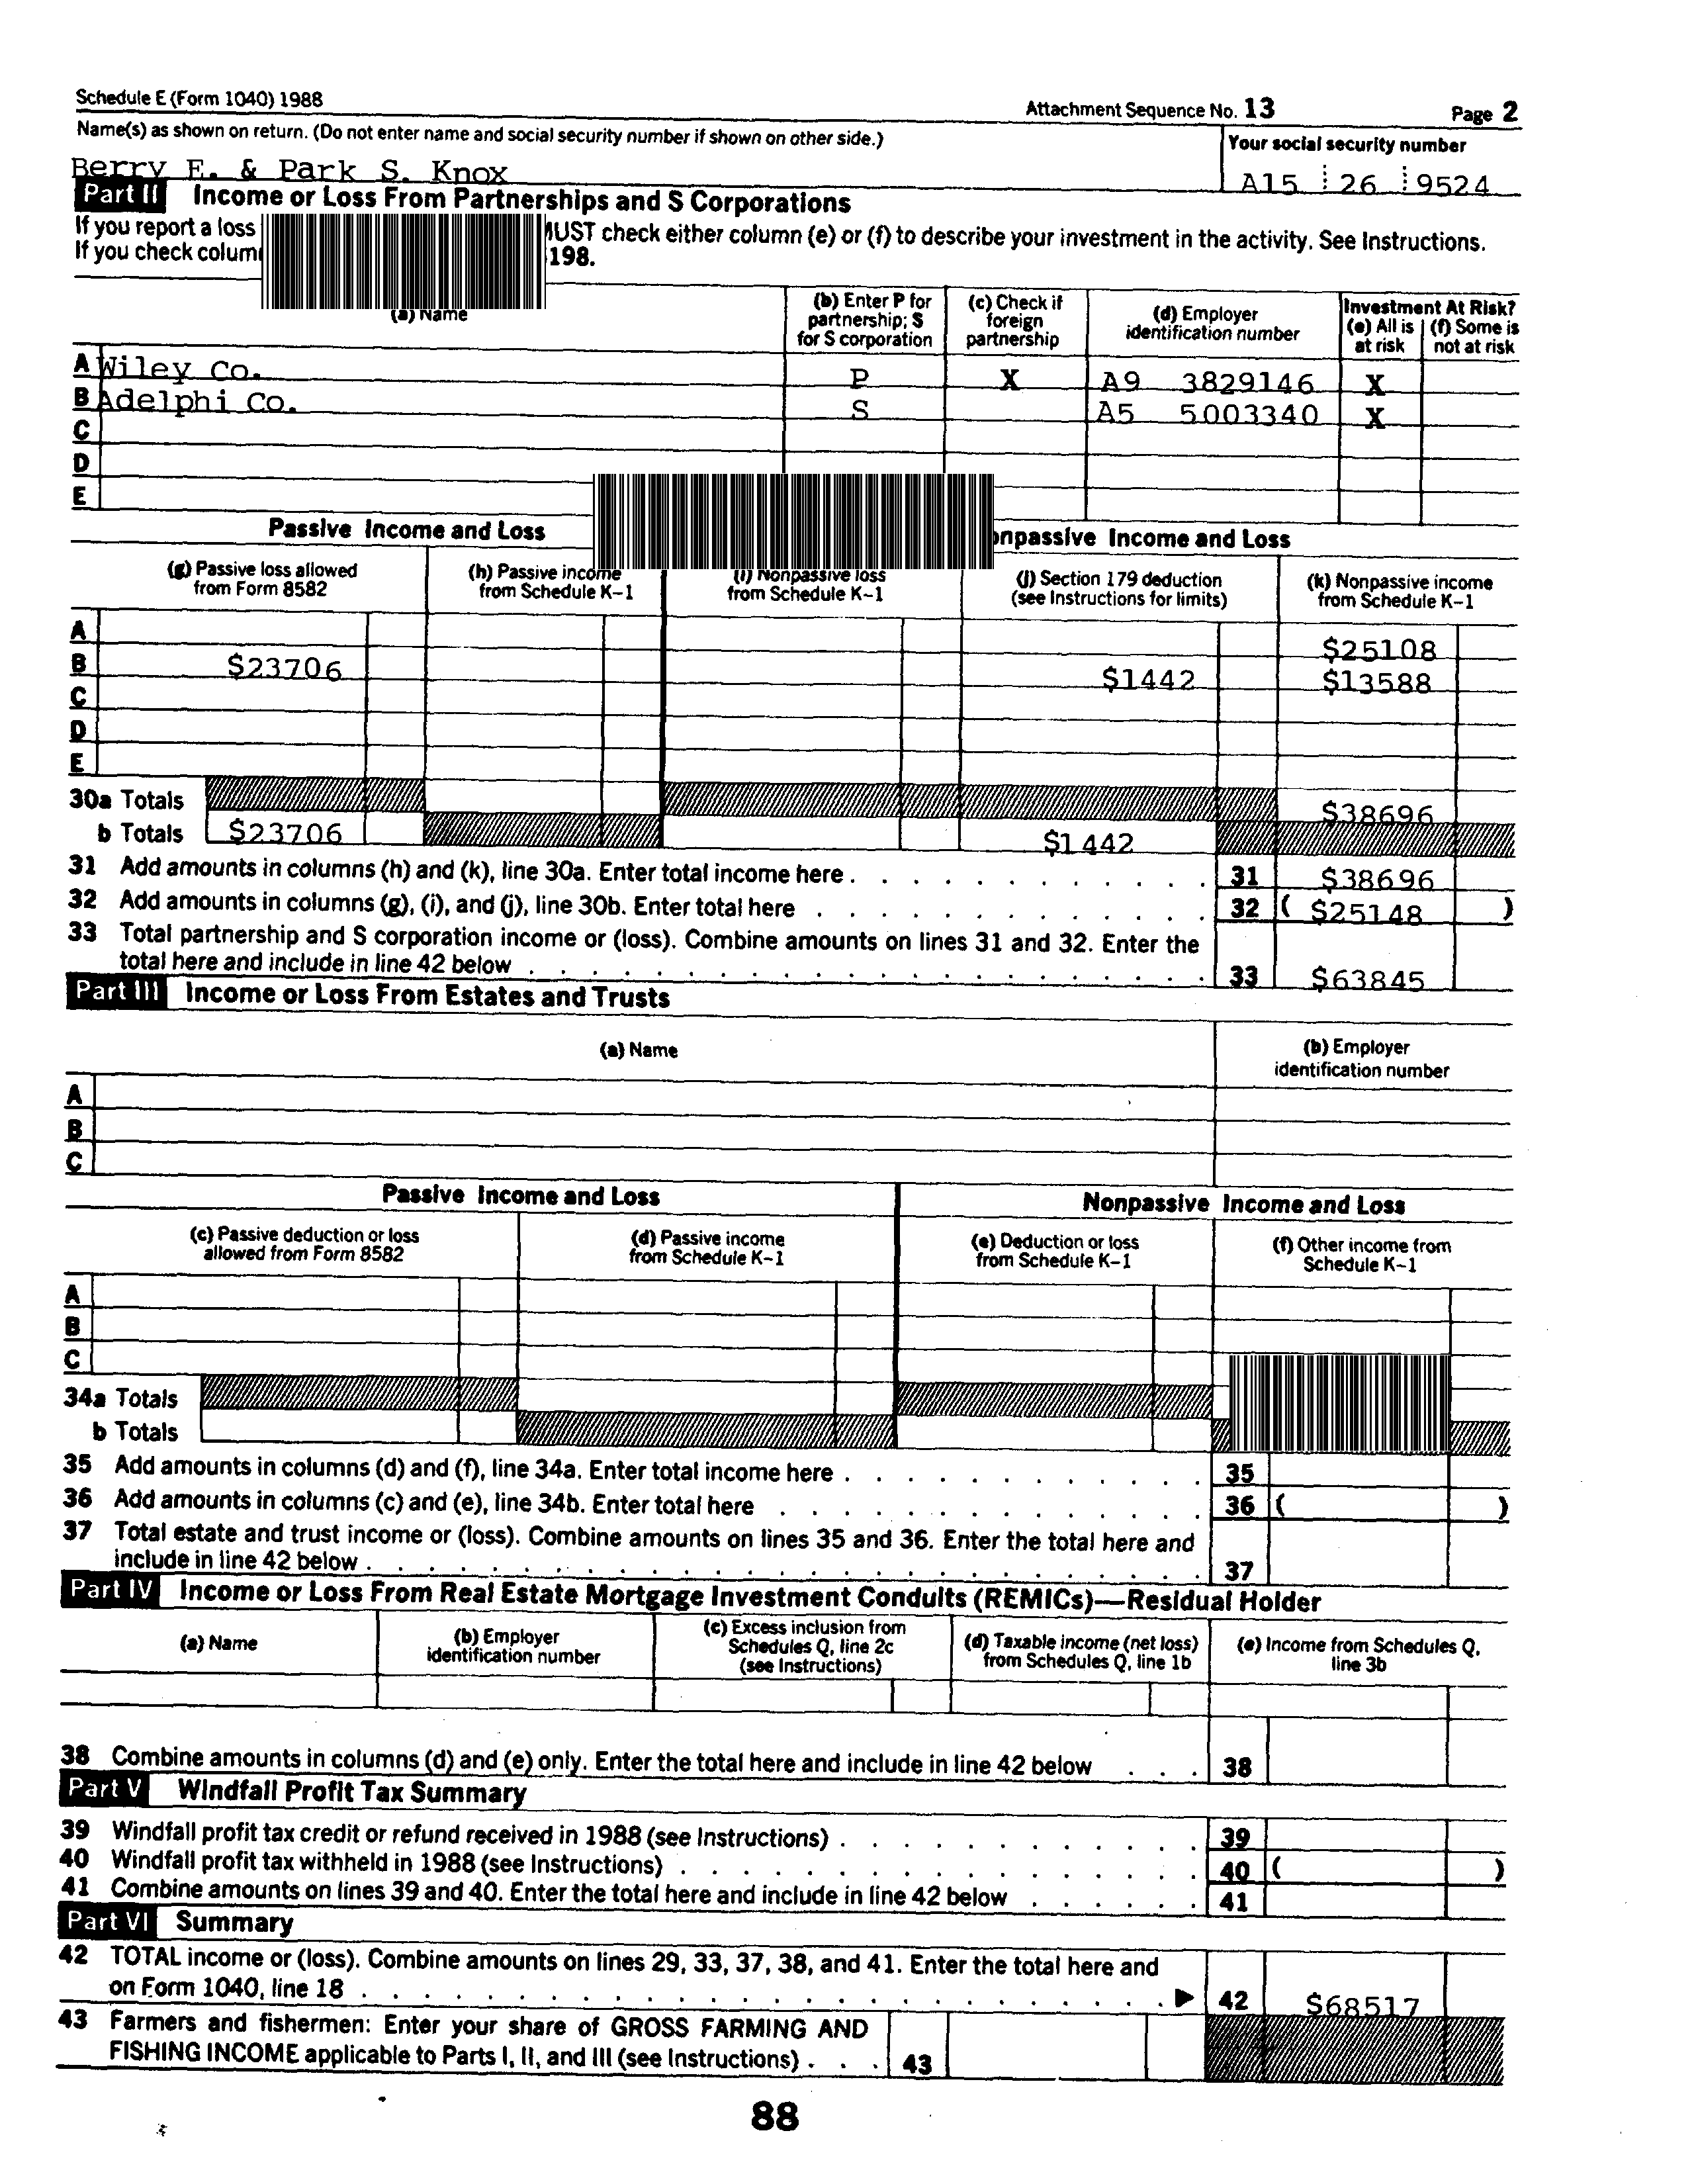 Schedule E (Form 1040) 1988 Attachment Sequence No. 13 Page 2
Name(s) as shown on return. (Do not enter name and social security number if shown on other side.) Your social security number
Berry E. & Park S. Knox A15 26 9524
Part II Income or Loss From Partnerships and S Corporations
If you report a loss MUST check either column (e) or (f) to describe your investment in the activity. See Instructions.
If you check 198.
(a) Name
(b) Enter P for partnership; S for S corporation
(c) Check if foreign partnership
(d) Employer identification number
Investment At Risk?
(e) All is at risk
(f) Some is not at risk
A Wiley Co. P X A9 3829146 X
B Adelphi Co. S A5 5003340 X
C
D
E
Passive Income and Loss Nonpassive Income and Loss
(g) Passive loss allowed from Form 8582
(h) Passive income from Schedule K-1
(i) Nonpassive loss from Schedule K-1
(j) Section 179 deduction (see Instructions for limits)
(k) Nonpassive income from Schedule K-1
A $25108
B $23706 $1442 $13588
C
D
E
30a Totals $38696
b Totals $23706 $1442
31 Add amounts in columns (h) and (k), line 30a. Enter total income here . 31 $38696
32 Add amounts in columns (g), (i), and (j), line 30b. Enter total here 32 ( $25148 )
33 Total partnership and S corporation income or (loss). Combine amounts on lines 31 and 32. Enter the
total here and include in line 42 below 33 $63845
Part III Income or Loss From Estates and Trusts
(a) Name
(b) Employer identification number
A
B
C
Passive Income and Loss Nonpassive Income and Loss
(c) Passive deduction or loss allowed from Form 8582
(d) Passive income from Schedule K-1
(e) Deduction or loss from Schedule K-1
(f) Other income from Schedule K-1
A
B
C
34a Totals
b Totals
35 Add amounts in columns (d) and (f), line 34a. Enter total income here . 35
36 Add amounts in columns (c) and (e), line 34b. Enter total here 36 ( )
37 Total estate and trust income or (loss). Combine amounts on lines 35 and 36. Enter the total here and
include in line 42 below . 37
Part IV Income or Loss From Real Estate Mortgage Investment Conduits (REMICs)—Residual Holder
(a) Name
(b) Employer identification number
(c) Excess inclusion from Schedules Q, line 2c (see Instructions)
(d) Taxable income (net loss) from Schedules Q, line 1b
(e) Income from Schedules Q, line 3b
38 Combine amounts in columns (d) and (e) only. Enter the total here and include in line 42 below . . . 38
Part V Windfall Profit Tax Summary
39 Windfall profit tax credit or refund received in 1988 (see Instructions) . 39
40 Windfall profit tax withheld in 1988 (see Instructions) . 40 ( )
41 Combine amounts on lines 39 and 40. Enter the total here and include in line 42 below . 41
Part VI Summary
42 TOTAL income or (loss). Combine amounts on lines 29, 33, 37, 38, and 41. Enter the total here and
on Form 1040, line 18 . ▶ 42 $68517
43 Farmers and fishermen: Enter your share of GROSS FARMING AND
FISHING INCOME applicable to Parts I, II, and III (see Instructions) . . . 43
88